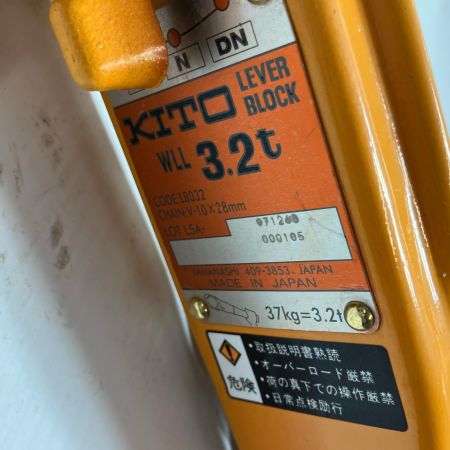 N DN
KITO LEVER BLOCK
WLL 3.2t
CODE:LB032
CHAIN-V-10×28mm
LOT LSA- 071268
000105
YAMANASHI 409-3853, JAPAN
MADE IN JAPAN
37kg=3.2t
危険
・取扱説明書熟読
・オーバーロード厳禁
・荷の真下での操作厳禁
・日常点検励行